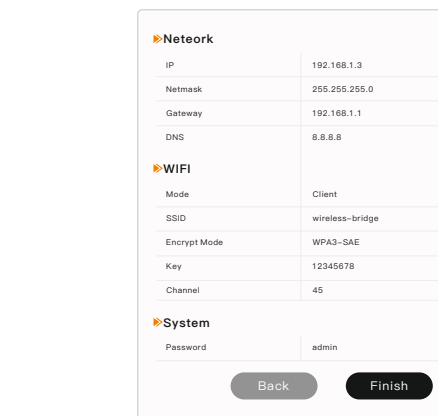 Neteork
IP 192.168.1.3
Netmask 255.255.255.0
Gateway 192.168.1.1
DNS 8.8.8.8
WIFI
Mode Client
SSID wireless-bridge
Encrypt Mode WPA3-SAE
Key 12345678
Channel 45
System
Password admin
Back Finish